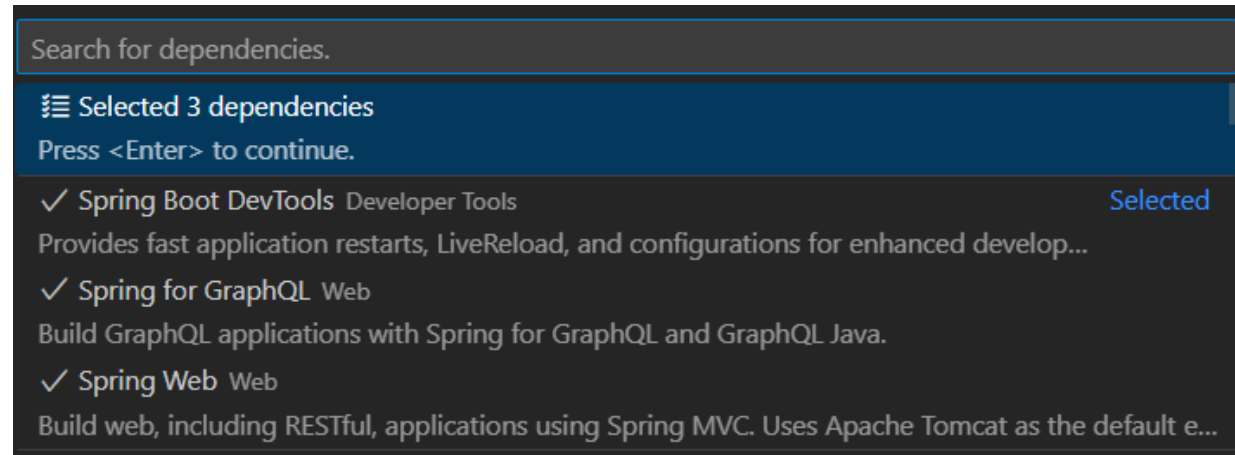 Search for dependencies.
Selected 3 dependencies
Press <Enter> to continue.
Spring Boot DevTools Developer Tools Selected
Provides fast application restarts, LiveReload, and configurations for enhanced develop...
Spring for GraphQL Web
Build GraphQL applications with Spring for GraphQL and GraphQL Java.
Spring Web Web
Build web, including RESTful, applications using Spring MVC. Uses Apache Tomcat as the default e...